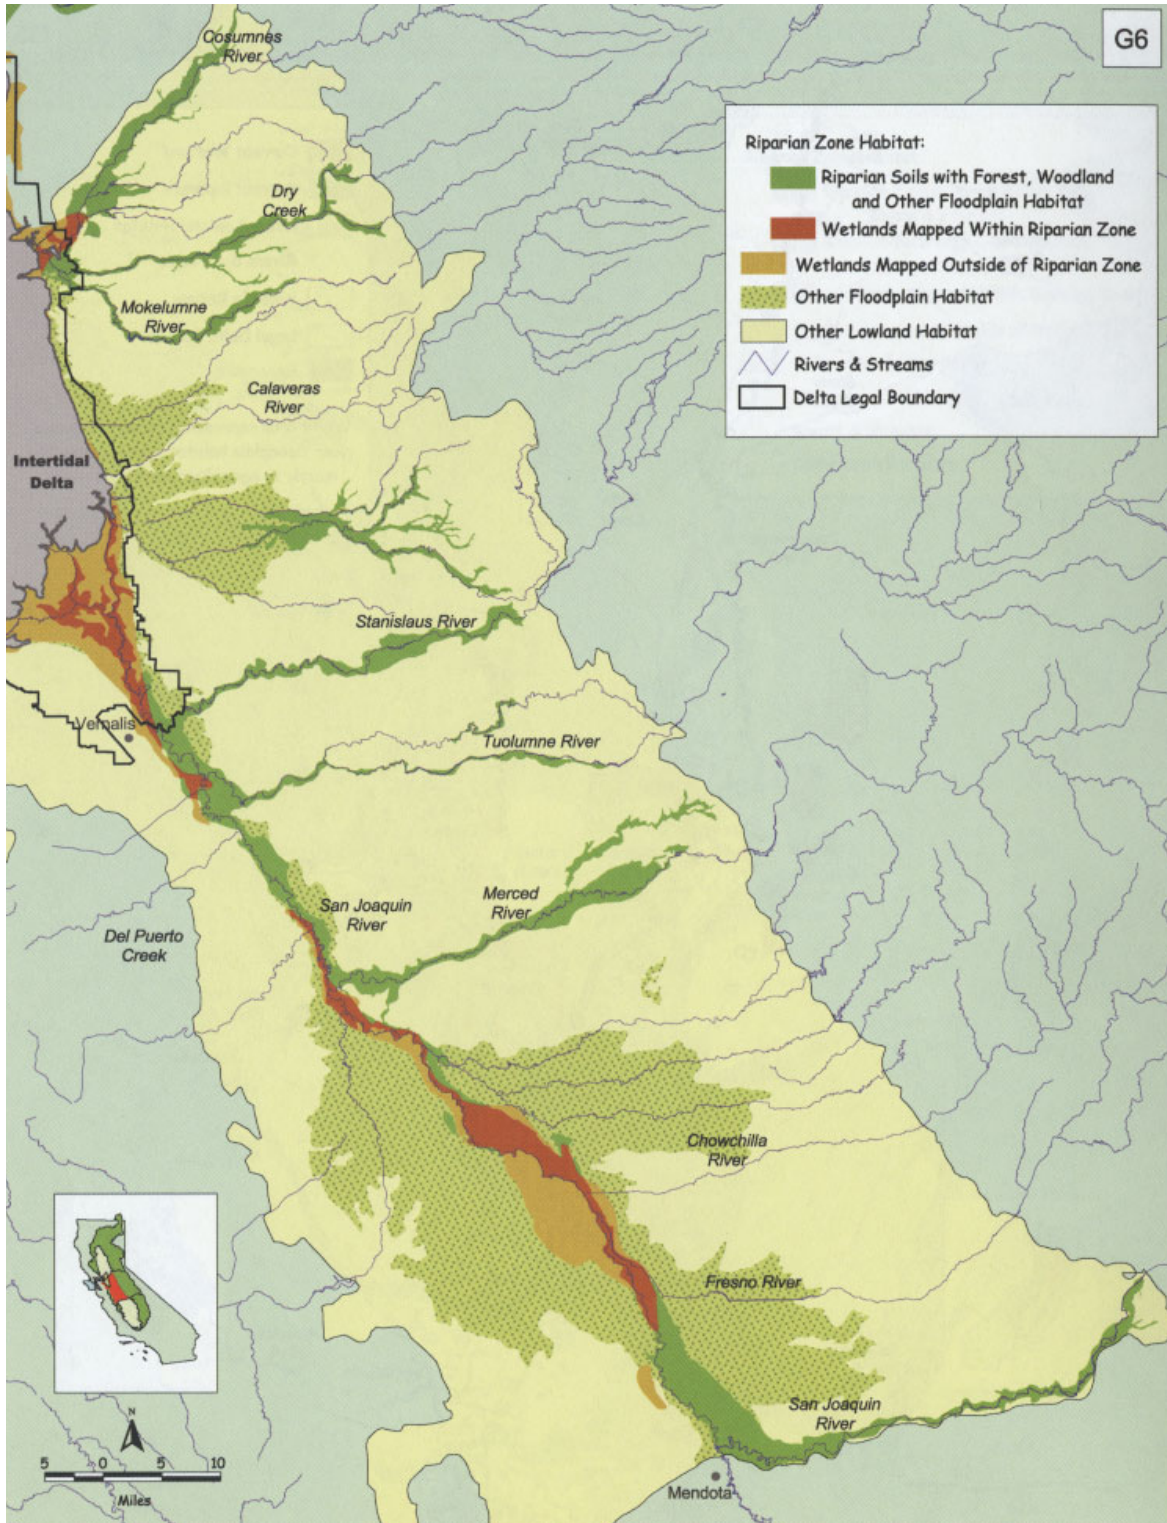 Cosumnes
River
G6
Riparian Zone Habitat:
Riparian Soils with Forest, Woodland
and Other Floodplain Habitat
Wetlands Mapped Within Riparian Zone
Wetlands Mapped Outside of Riparian Zone
Other Floodplain Habitat
Other Lowland Habitat
Rivers & Streams
Delta Legal Boundary
Dry
Creek
Mokelumne
River
Calaveras
River
Intertidal
Delta
Stanislaus River
Vernalis
Tuolumne River
Merced
River
San Joaquin
River
Del Puerto
Creek
Chowchilla
River
Fresno River
San Joaquin
River
Mendota
N
5 0 5 10
Miles